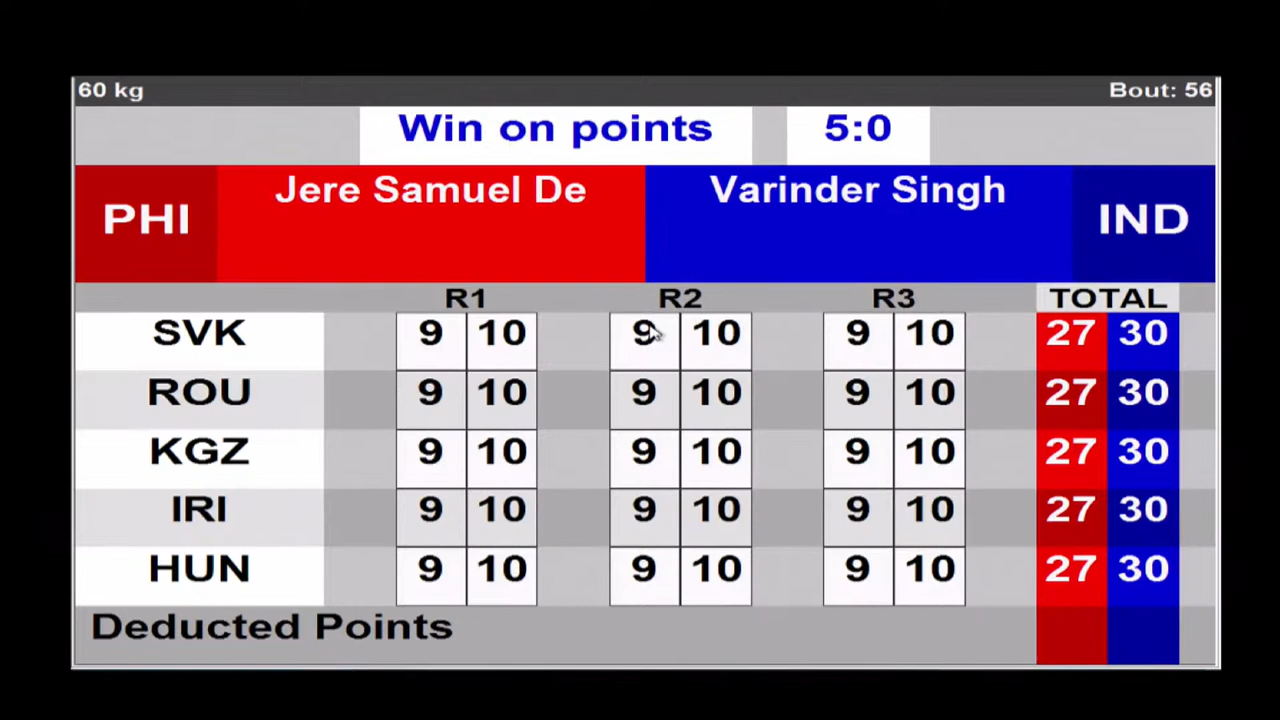 60 kg Bout: 56
Win on points 5:0
PHI Jere Samuel De Varinder Singh IND
R1 R2 R3 TOTAL
SVK 9 10 9 10 9 10 27 30
ROU 9 10 9 10 9 10 27 30
KGZ 9 10 9 10 9 10 27 30
IRI 9 10 9 10 9 10 27 30
HUN 9 10 9 10 9 10 27 30
Deducted Points